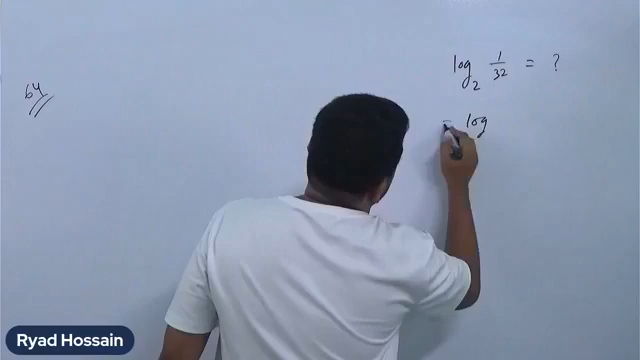 64
log₂ 1/32 = ?
= log
Ryad Hossain